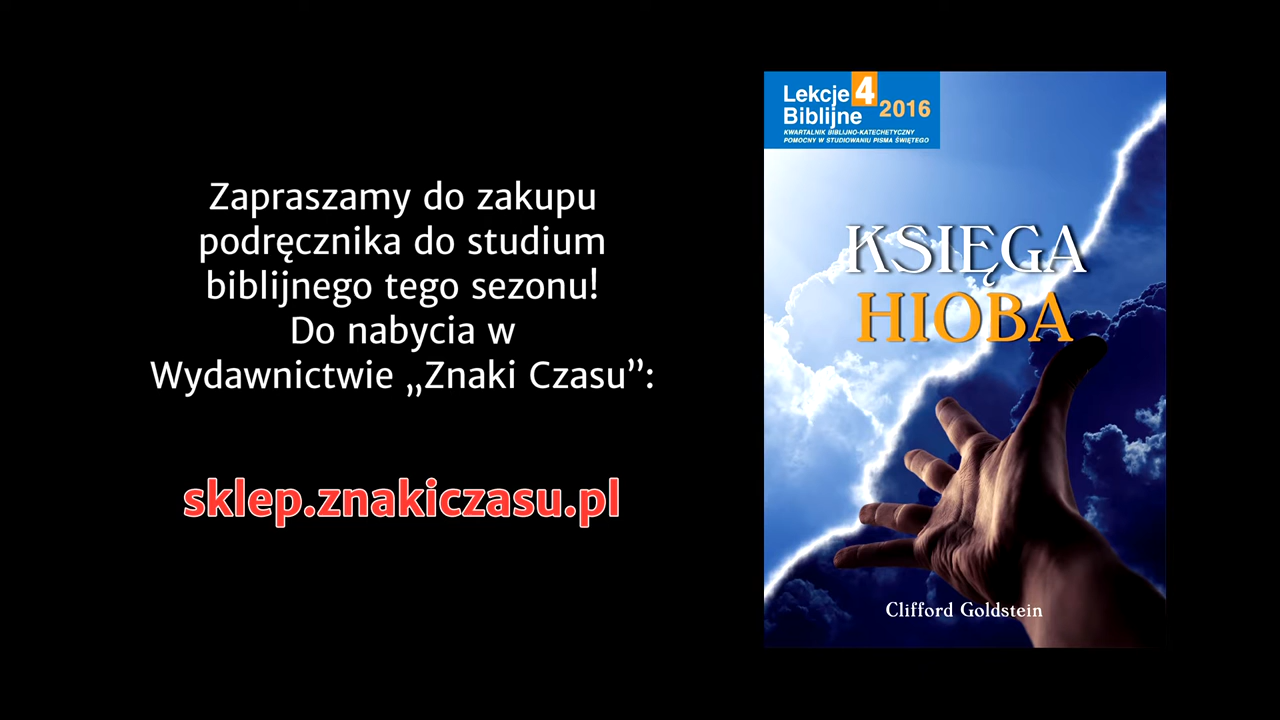 Zapraszamy do zakupu
podręcznika do studium
biblijnego tego sezonu!
Do nabycia w
Wydawnictwie „Znaki Czasu”:
sklep.znakiczasu.pl
Lekcje 4 2016
Biblijne
KWARTALNIK BIBLIJNO-KATECHETYCZNY
POMOCNY W STUDIOWANIU PISMA ŚWIĘTEGO
KSIĘGA
HIOBA
Clifford Goldstein